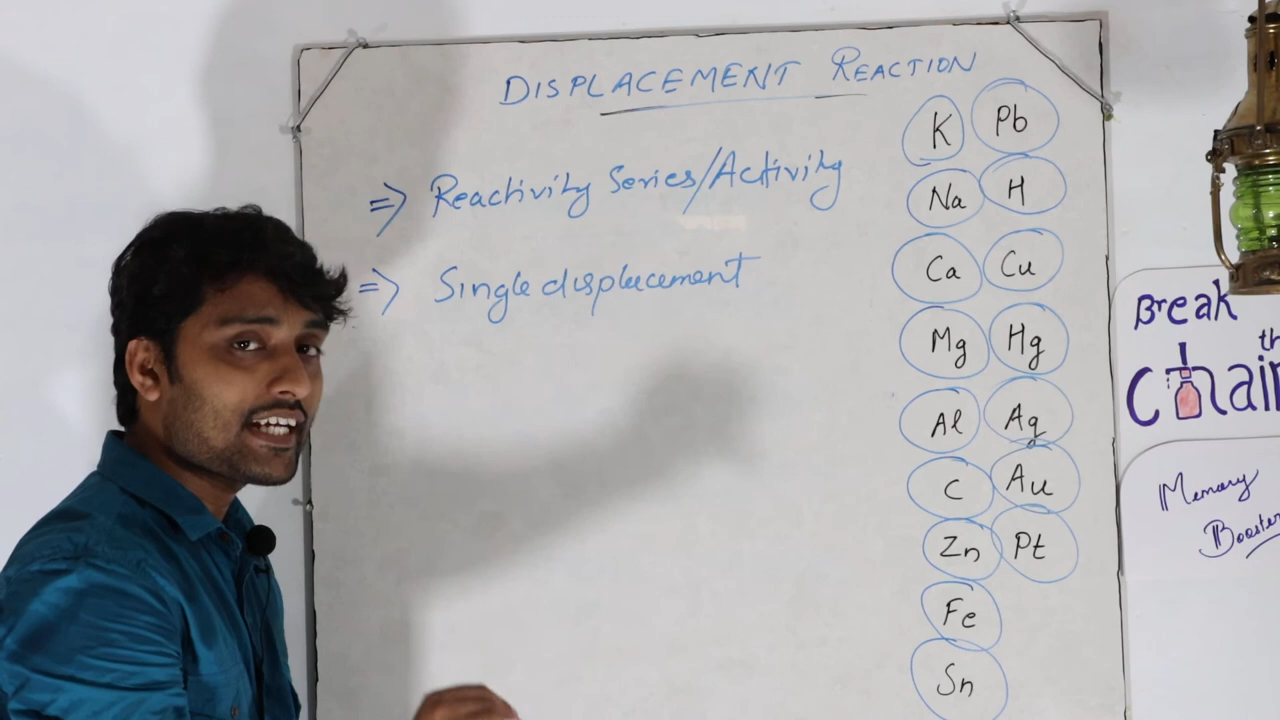 DISPLACEMENT REACTION
=> Reactivity Series/Activity
=> Single displacement
K Pb
Na H
Ca Cu
Mg Hg
Al Ag
C Au
Zn Pt
Fe
Sn
Break
th
Chain
Memory
Booster